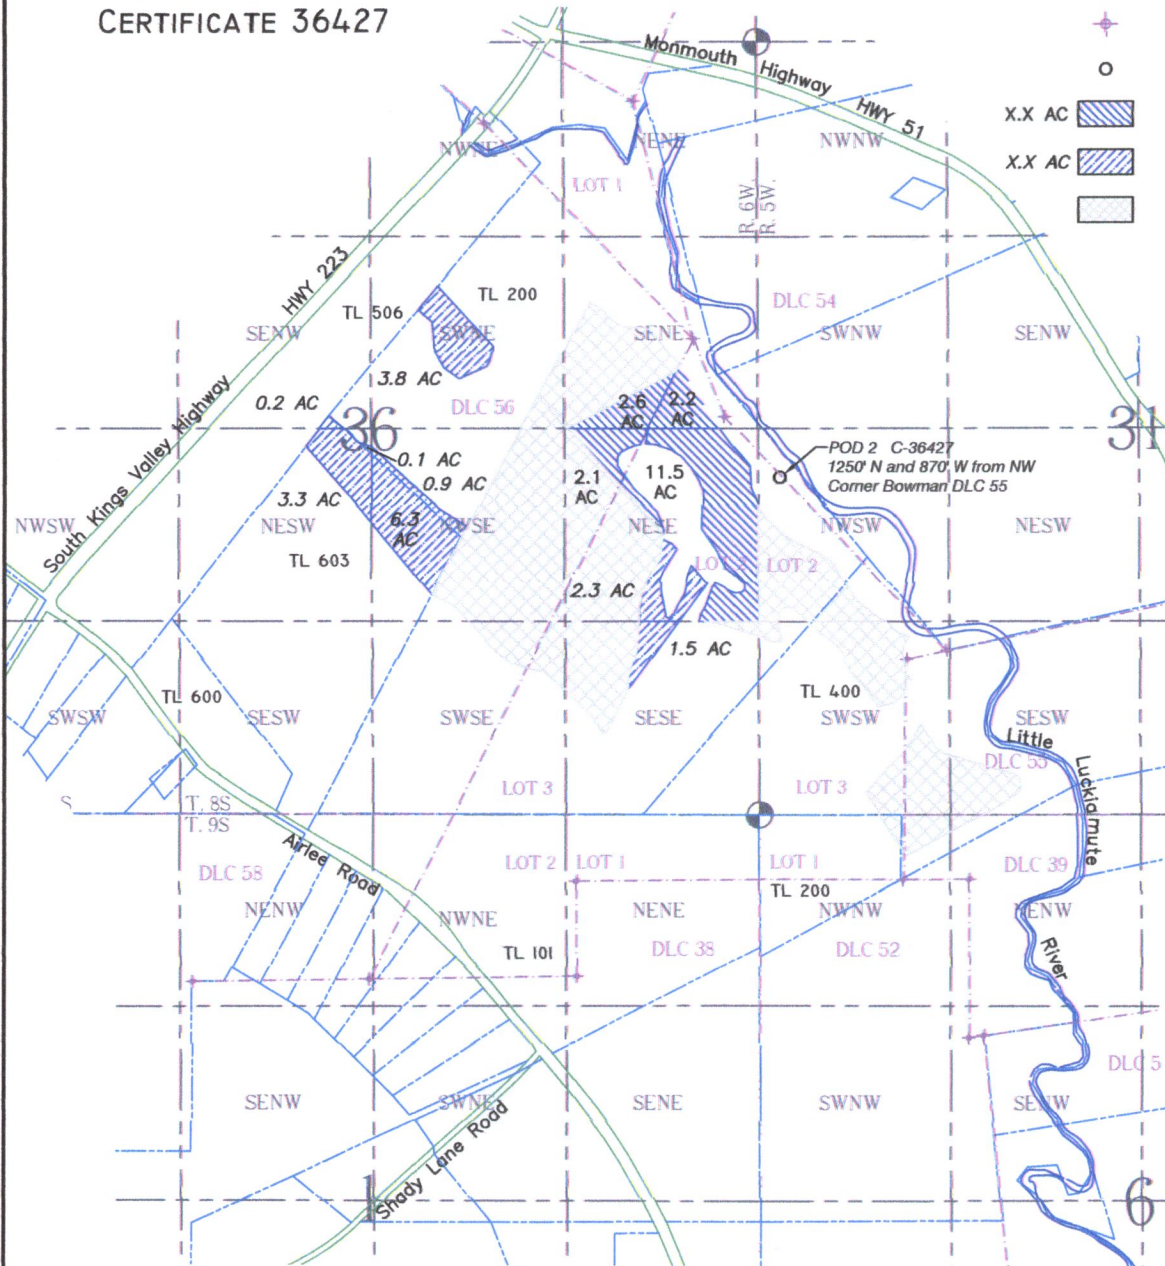 CERTIFICATE 36427
Monmouth Highway HWY 51
X.X AC
X.X AC
NWNE
NENE
NWNW
LOT 1
R. 6W.
R. 5W.
HWY 223
TL 506
TL 200
DLC 54
SENW
SWNE
SENE
SWNW
SENW
3.8 AC
0.2 AC
DLC 56
2.6 AC
2.2 AC
36
31
0.1 AC
0.9 AC
POD 2 C-36427
1250' N and 870' W from NW
Corner Bowman DLC 55
2.1 AC
11.5 AC
3.3 AC
6.3 AC
South Kings Valley Highway
NWSW
NESW
NWSE
NESE
NWSW
NESW
TL 603
LOT 2
LOT 2
2.3 AC
1.5 AC
TL 600
TL 400
SWSW
SESW
SWSE
SESE
SWSW
SESW
Little Luckiamute River
DLC 55
LOT 3
LOT 3
S
T. 8S
T. 9S
Airlee Road
DLC 58
LOT 2
LOT 1
LOT 1
DLC 39
TL 200
NENW
NWNE
NENE
NWNW
NENW
TL 101
DLC 38
DLC 52
DLC 5
SENW
SWNE
SENE
SWNW
SENW
Shady Lane Road
1
6